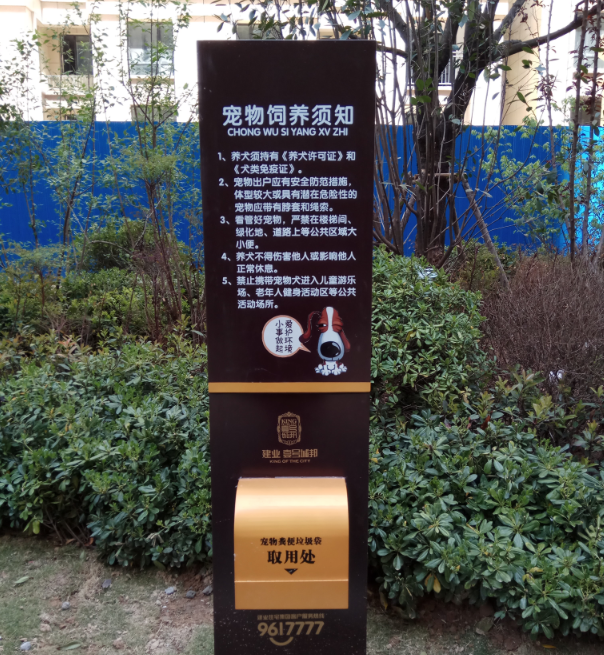 宠物饲养须知
CHONG WU SI YANG XV ZHI
1、养犬须持有《养犬许可证》和
《犬类免疫证》。
2、宠物出户应有安全防范措施,
体型较大或具有潜在危险性的
宠物应带有脖套和绳索。
3、看管好宠物,严禁在楼梯间、
绿化地、道路上等公共区域大
小便。
4、养犬不得伤害他人或影响他人
正常休息。
5、禁止携带宠物犬进入儿童游乐
场、老年人健身活动区等公共
活动场所。
爱护环境
小事做起
KING
建业
城邦
KING OF THE CITY
宠物粪便垃圾袋
取用处
9617777